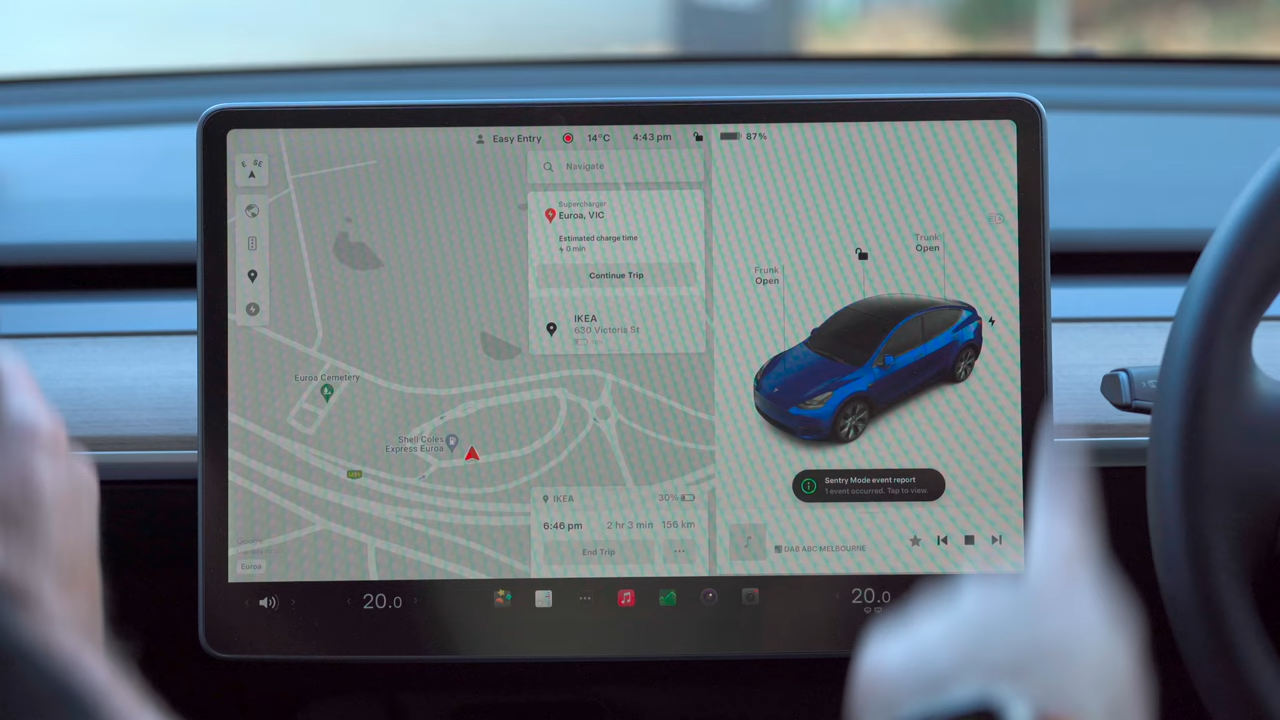 Easy Entry
14°C
4:43 pm
87%
SE
Navigate
Supercharger
Euroa, VIC
Estimated charge time
0 min
Continue Trip
IKEA
630 Victoria St
Trunk
Open
Frunk
Open
Euroa Cemetery
Shell Coles
Express Euroa
M31
Sentry Mode event report
1 event occurred. Tap to view.
IKEA
30%
6:46 pm
2 hr 3 min
156 km
End Trip
DAB ABC MELBOURNE
Google
Euroa
20.0
20.0